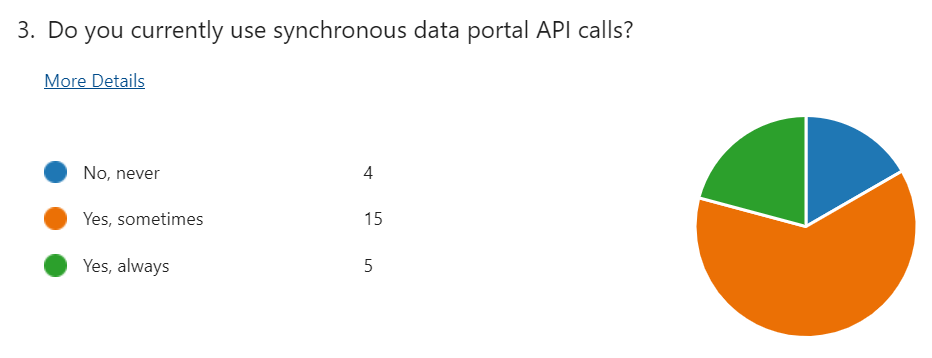 3. Do you currently use synchronous data portal API calls?
More Details
No, never 4
Yes, sometimes 15
Yes, always 5